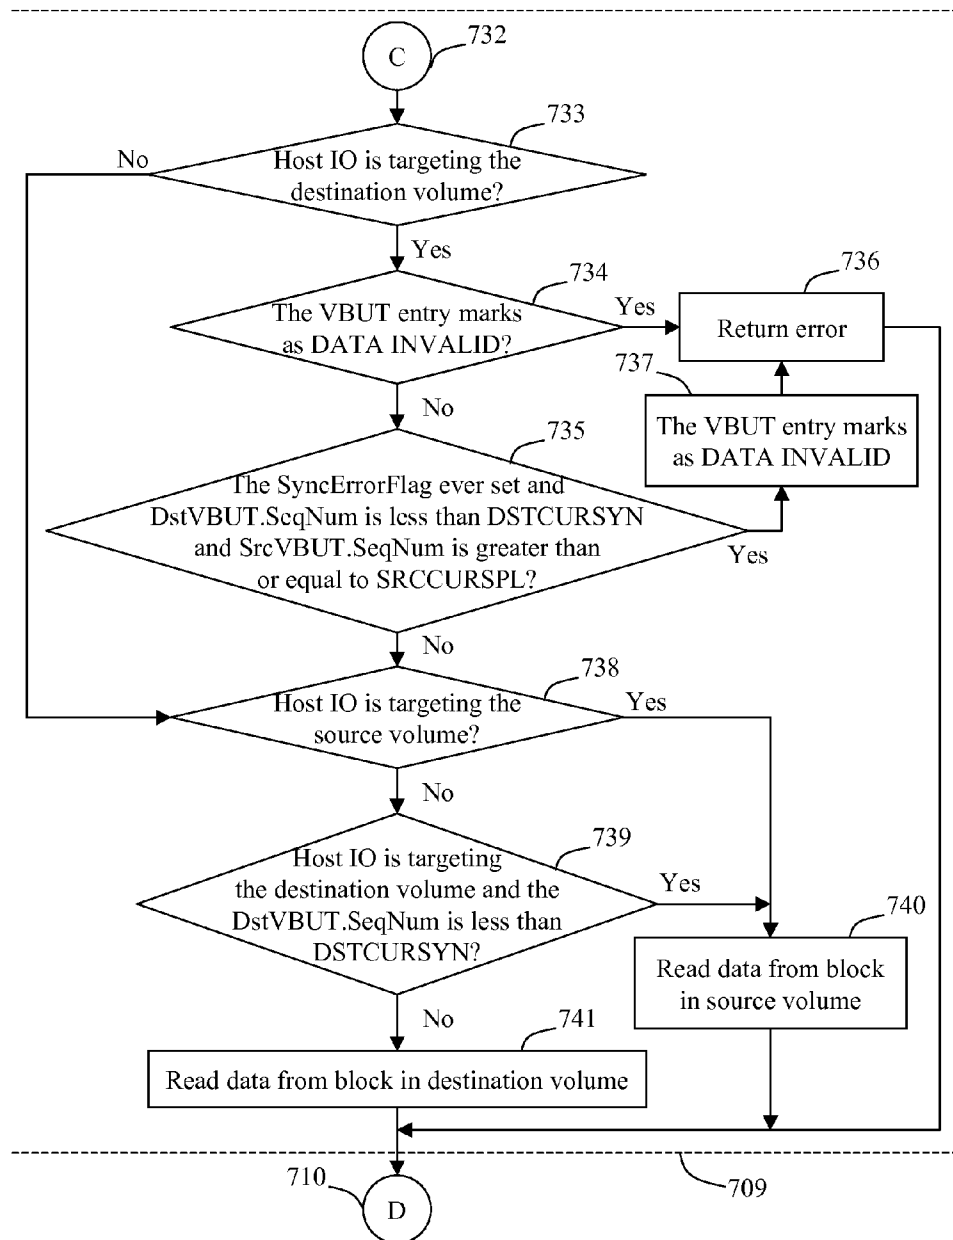 C
732
733
Host IO is targeting the
destination volume?
No
Yes
734
The VBUT entry marks
as DATA INVALID?
Yes
736
Return error
737
The VBUT entry marks
as DATA INVALID
No
735
The SyncErrorFlag ever set and
DstVBUT.SeqNum is less than DSTCURSYN
and SrcVBUT.SeqNum is greater than
or equal to SRCCURSPL?
Yes
No
738
Host IO is targeting the
source volume?
Yes
No
739
Host IO is targeting
the destination volume and the
DstVBUT.SeqNum is less than
DSTCURSYN?
Yes
740
Read data from block
in source volume
No
741
Read data from block in destination volume
709
710
D